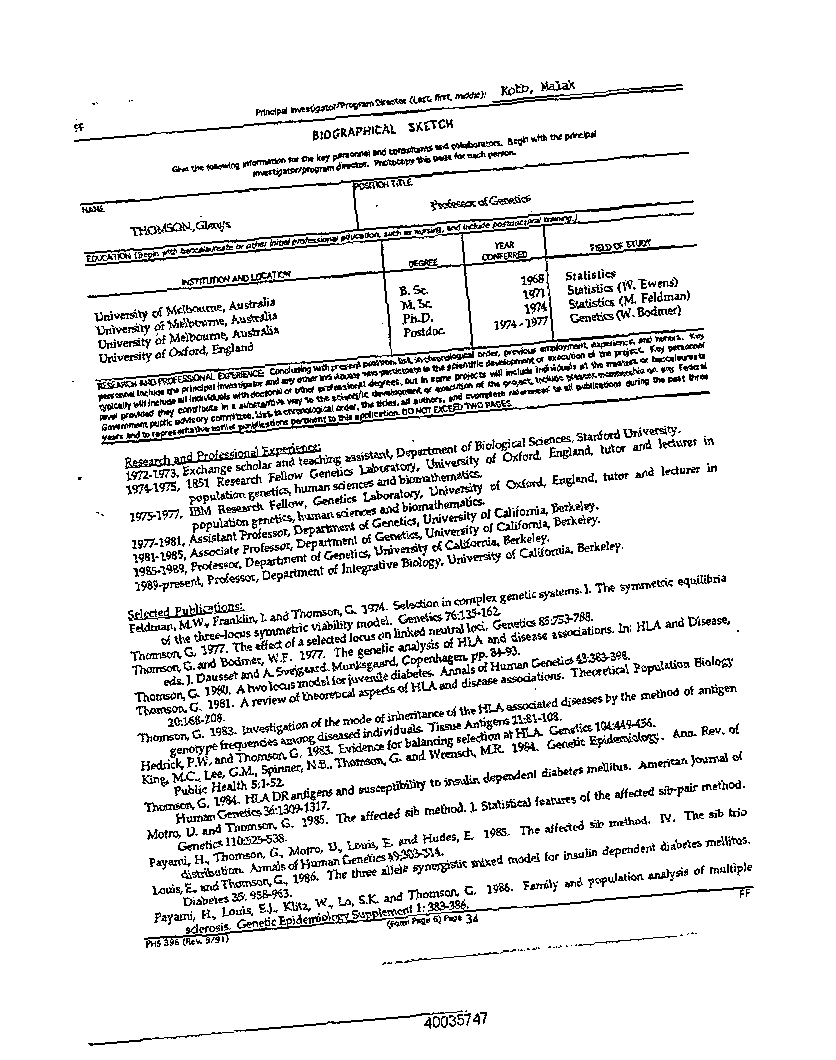 Principal Investigator/Program Director (Last, first, middle): Kotb, Malak
FF
BIOGRAPHICAL SKETCH
Give the following information for the key personnel and consultants and collaborators. Begin with the principal
investigator/program director. Photocopy this page for each person.
NAME
POSITION TITLE
THOMSON, Glenys
Professor of Genetics
EDUCATION (Begin with baccalaureate or other initial professional education, such as nursing, and include postdoctoral training.)
INSTITUTION AND LOCATION
DEGREE
YEAR CONFERRED
FIELD OF STUDY
University of Melbourne, Australia B. Sc. 1968 Statistics
University of Melbourne, Australia M. Sc. 1971 Statistics (W. Ewens)
University of Melbourne, Australia Ph.D. 1974 Statistics (M. Feldman)
University of Oxford, England Postdoc. 1974-1977 Genetics (W. Bodmer)
RESEARCH AND PROFESSIONAL EXPERIENCE: Concluding with present position, list, in chronological order, previous employment, experience, and honors. Key
personnel include the principal investigator and any other individuals who participate in the scientific development or execution of the project. Key personnel
typically will include all individuals with doctoral or other professional degrees, but in some projects will include individuals at the masters or baccalaureate
level provided they contribute in a substantive way to the scientific development or execution of the project. Include present membership on any Federal
Government public advisory committee. List, in chronological order, the titles, all authors, and complete references to all publications during the past three
years and to representative earlier publications pertinent to this application. DO NOT EXCEED TWO PAGES.
Research and Professional Experience:
1972-1973, Exchange scholar and teaching assistant, Department of Biological Sciences, Stanford University.
1974-1975, 1851 Research Fellow Genetics Laboratory, University of Oxford, England, tutor and lecturer in
population genetics, human sciences and biomathematics.
1975-1977, IBM Research Fellow, Genetics Laboratory, University of Oxford, England, tutor and lecturer in
population genetics, human sciences and biomathematics.
1977-1981, Assistant Professor, Department of Genetics, University of California, Berkeley.
1981-1985, Associate Professor, Department of Genetics, University of California, Berkeley.
1985-1989, Professor, Department of Genetics, University of California, Berkeley.
1989-present, Professor, Department of Integrative Biology, University of California, Berkeley.
Selected Publications:
Feldman, M.W., Franklin, I. and Thomson, G. 1974. Selection in complex genetic systems. I. The symmetric equilibria
of the three-locus symmetric viability model. Genetics 76:135-162.
Thomson, G. 1977. The effect of a selected locus on linked neutral loci. Genetics 85:753-788.
Thomson, G. and Bodmer, W.F. 1977. The genetic analysis of HLA and disease associations. In: HLA and Disease,
eds. J. Dausset and A. Svejgaard. Munksgaard, Copenhagen, pp. 84-93.
Thomson, G. 1980. A two locus model for juvenile diabetes. Annals of Human Genetics 43:383-398.
Thomson, G. 1981. A review of theoretical aspects of HLA and disease associations. Theoretical Population Biology
20:168-208.
Thomson, G. 1983. Investigation of the mode of inheritance of the HLA associated diseases by the method of antigen
genotype frequencies among diseased individuals. Tissue Antigens 21:81-108.
Hedrick, P.W. and Thomson, G. 1983. Evidence for balancing selection at HLA. Genetics 104:449-456.
King, M.C., Lee, G.M., Spinner, N.B., Thomson, G. and Wrensch, M.R. 1984. Genetic Epidemiology. Ann. Rev. of
Public Health 5:1-52.
Thomson, G. 1984. HLA DR antigens and susceptibility to insulin dependent diabetes mellitus. American Journal of
Human Genetics 36:1309-1317.
Motro, U. and Thomson, G. 1985. The affected sib method. I. Statistical features of the affected sib-pair method.
Genetics 110:525-538.
Payami, H., Thomson, G., Motro, U., Louis, E. and Hudes, E. 1985. The affected sib method. IV. The sib trio
distribution. Annals of Human Genetics 49:303-314.
Louis, E. and Thomson, G., 1986. The three allele synergistic mixed model for insulin dependent diabetes mellitus.
Diabetes 35: 958-963.
Payami, H., Louis, E.J., Klitz, W., Lo, S.K. and Thomson, G. 1986. Family and population analysis of multiple
sclerosis. Genetic Epidemiology Supplement 1: 383-386.
PHS 398 (Rev. 9/91)
(Form Page 6) Page 34
FF
40035747